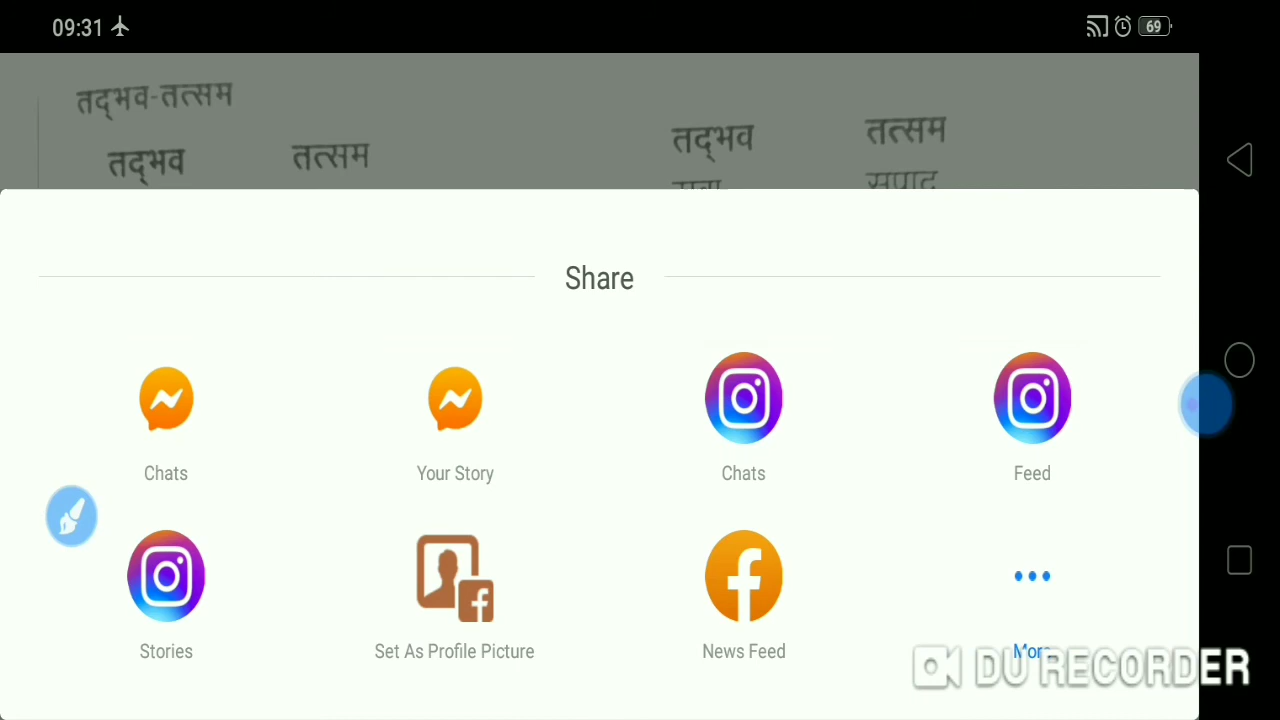 09:31 69
तद्भव-तत्सम
तद्भव तत्सम तद्भव तत्सम
Share
Chats Your Story Chats Feed
Stories Set As Profile Picture News Feed More
DU RECORDER